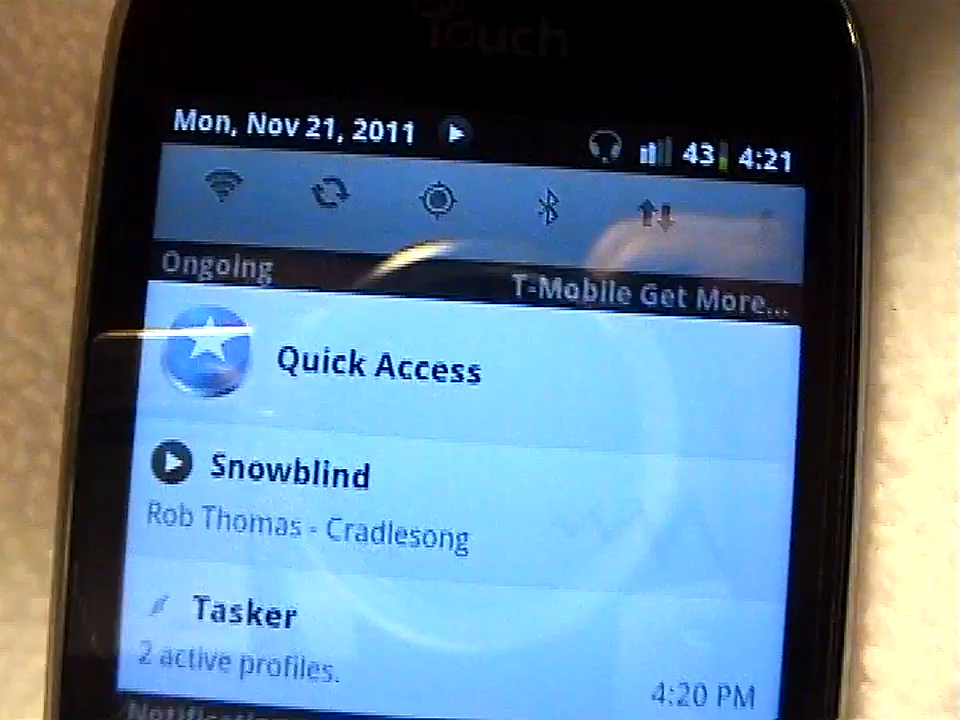 Touch
Mon, Nov 21, 2011
43 4:21
Ongoing
T-Mobile Get More...
Quick Access
Snowblind
Rob Thomas - Cradlesong
Tasker
2 active profiles.
4:20 PM